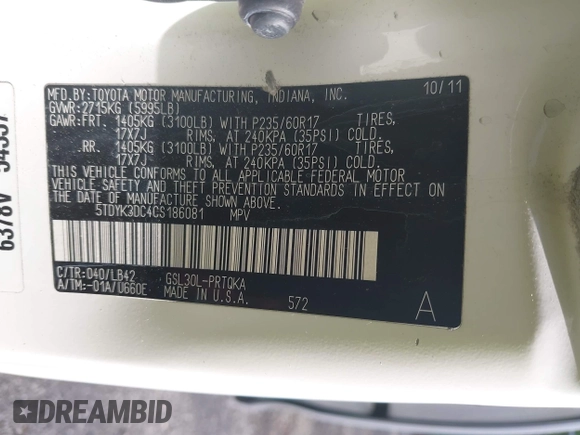 MFD.BY:TOYOTA MOTOR MANUFACTURING, INDIANA, INC. 10/11
GVWR:2715KG (5995LB)
GAWR:FRT. 1405KG (3100LB) WITH P235/60R17 TIRES,
17X7J RIMS, AT 240KPA (35PSI) COLD.
RR. 1405KG (3100LB) WITH P235/60R17 TIRES,
17X7J RIMS, AT 240KPA (35PSI) COLD.
THIS VEHICLE CONFORMS TO ALL APPLICABLE FEDERAL MOTOR
VEHICLE SAFETY AND THEFT PREVENTION STANDARDS IN EFFECT ON
THE DATE OF MANUFACTURE SHOWN ABOVE.
5TDYK3DC4CS186081 MPV
C/TR:040/LB42 GSL30L-PRTQKA
A/TM:-01A/U660E MADE IN U.S.A. 572 A
6378V
DREAMBID